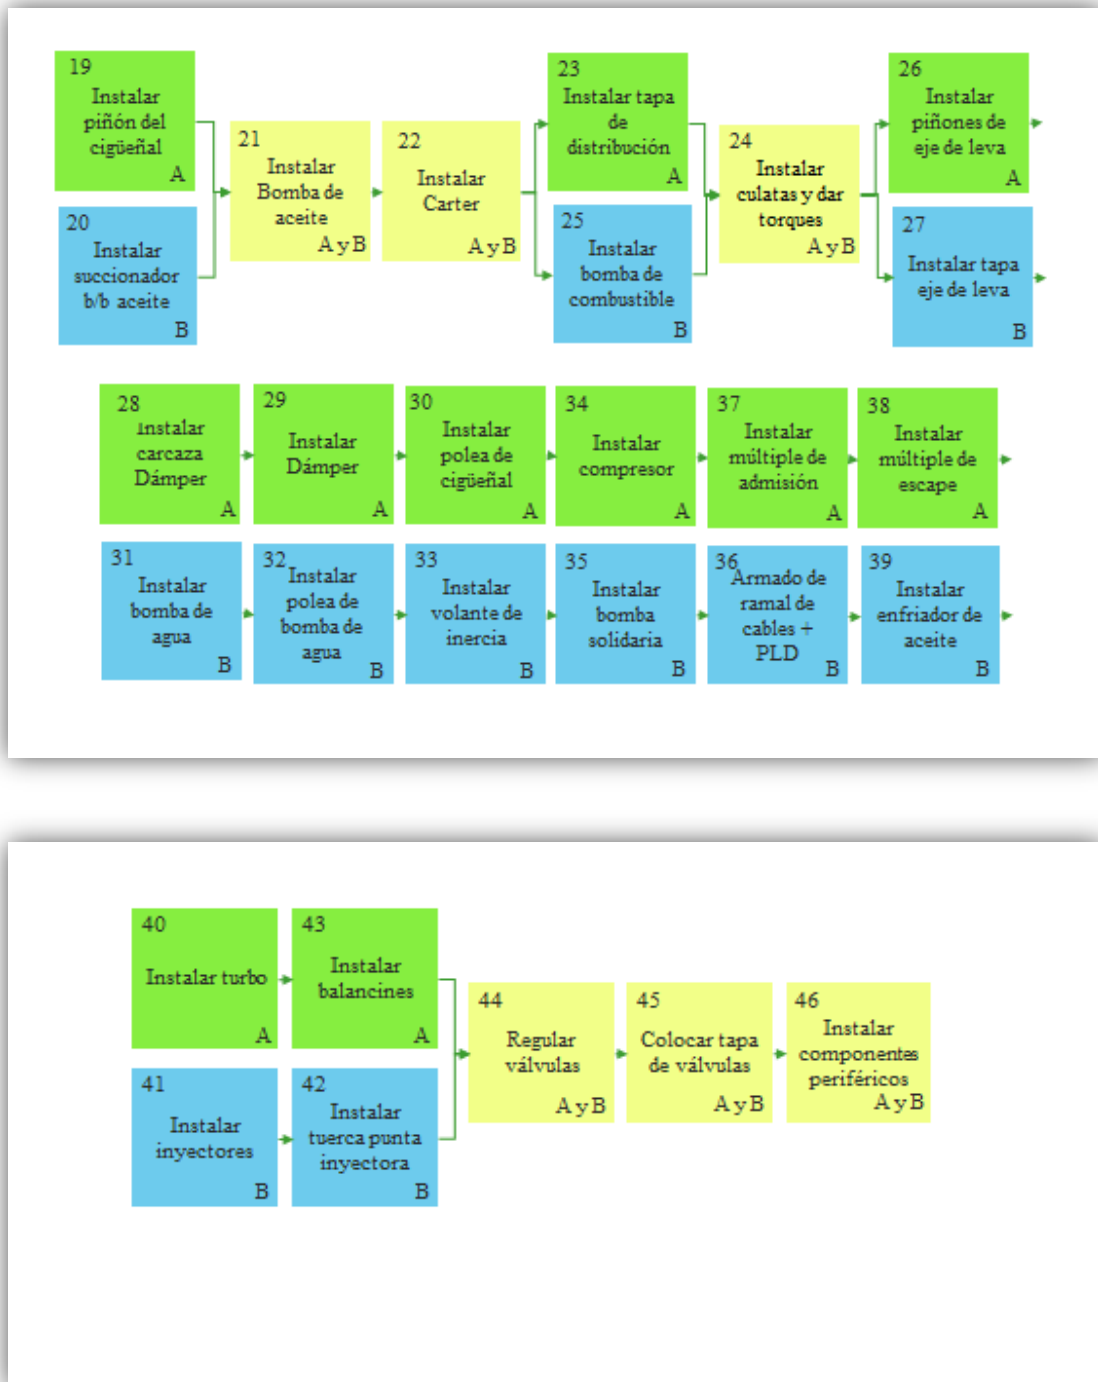 19
Instalar
piñón del
cigüeñal
A
20
Instalar
succionador
b/b aceite
B
21
Instalar
Bomba de
aceite
A y B
22
Instalar
Carter
A y B
23
Instalar tapa
de
distribución
A
25
Instalar
bomba de
combustible
B
24
Instalar
culatas y dar
torques
A y B
26
Instalar
piñones de
eje de leva
A
27
Instalar tapa
eje de leva
B
28
Instalar
carcaza
Dámper
A
29
Instalar
Dámper
A
30
Instalar
polea de
cigüeñal
A
34
Instalar
compresor
A
37
Instalar
múltiple de
admisión
A
38
Instalar
múltiple de
escape
A
31
Instalar
bomba de
agua
B
32
Instalar
polea de
bomba de
agua
B
33
Instalar
volante de
inercia
B
35
Instalar
bomba
solidaria
B
36
Armado de
ramal de
cables +
PLD
B
39
Instalar
enfriador de
aceite
B
40
Instalar turbo
A
43
Instalar
balancines
A
41
Instalar
inyectores
B
42
Instalar
tuerca punta
inyectora
B
44
Regular
válvulas
A y B
45
Colocar tapa
de válvulas
A y B
46
Instalar
componentes
periféricos
A y B